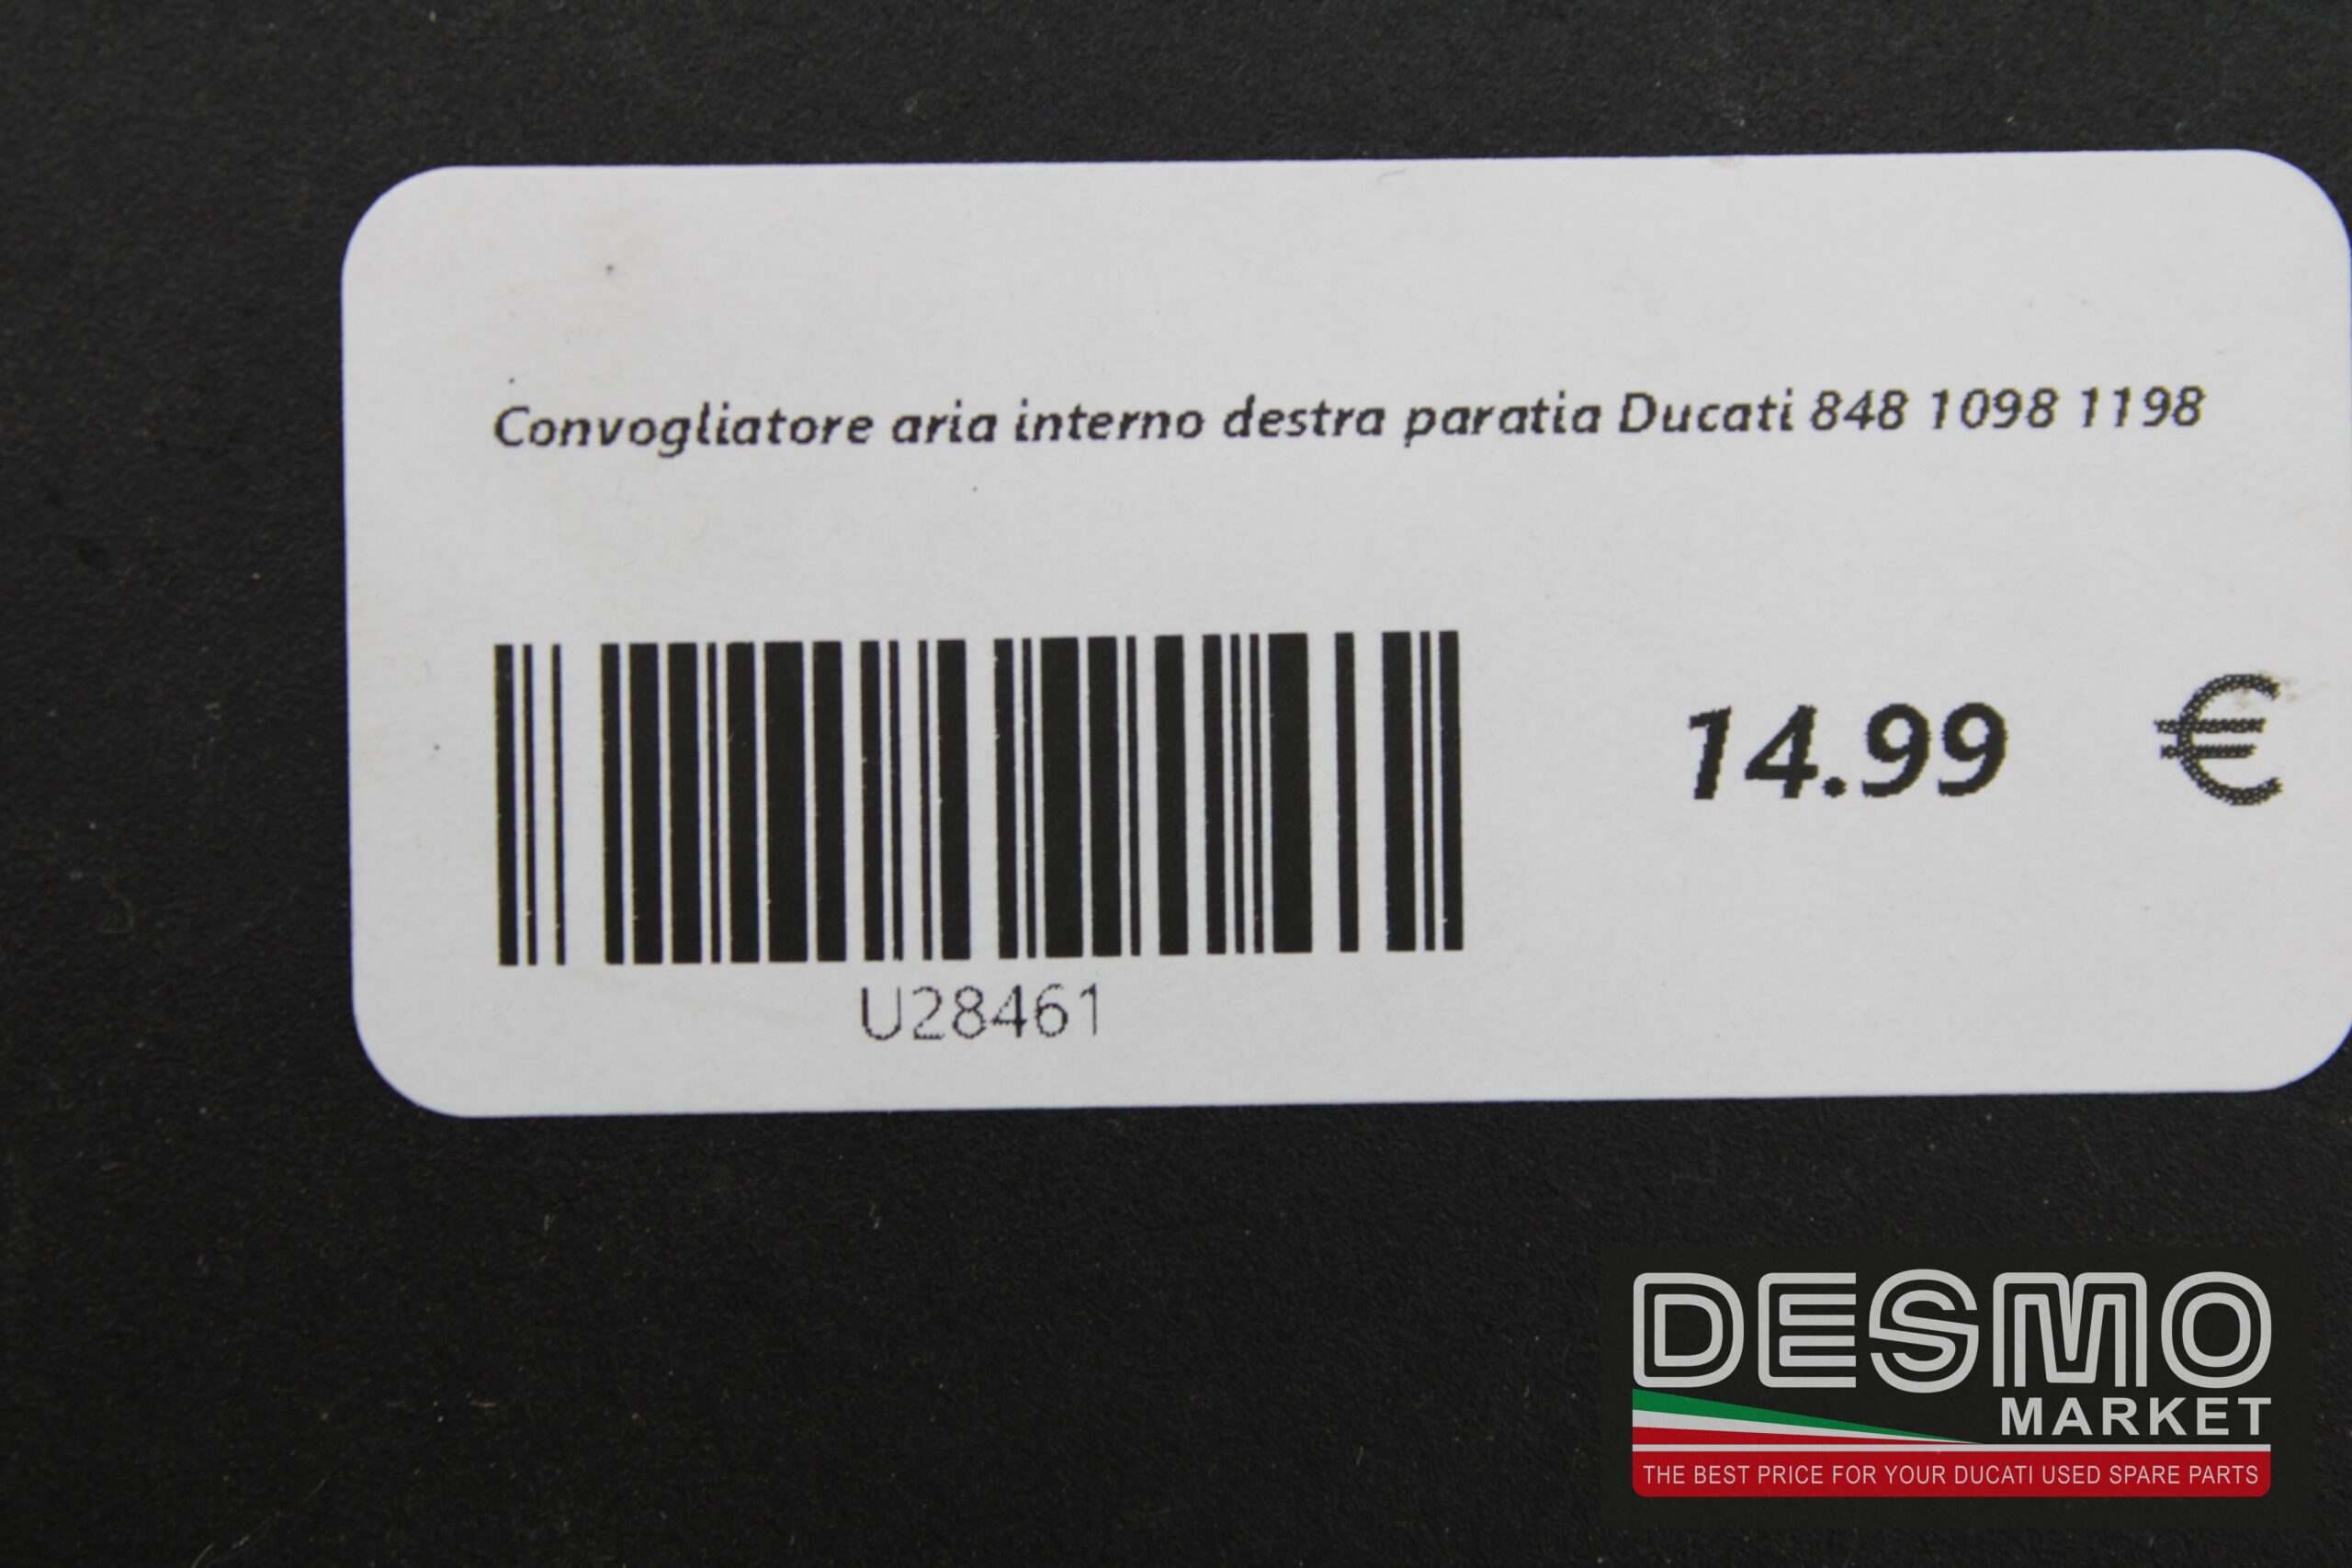 Convogliatore aria interno destra paratia Ducati 848 1098 1198
14.99 €
U28461
DESMO
MARKET
THE BEST PRICE FOR YOUR DUCATI USED SPARE PARTS